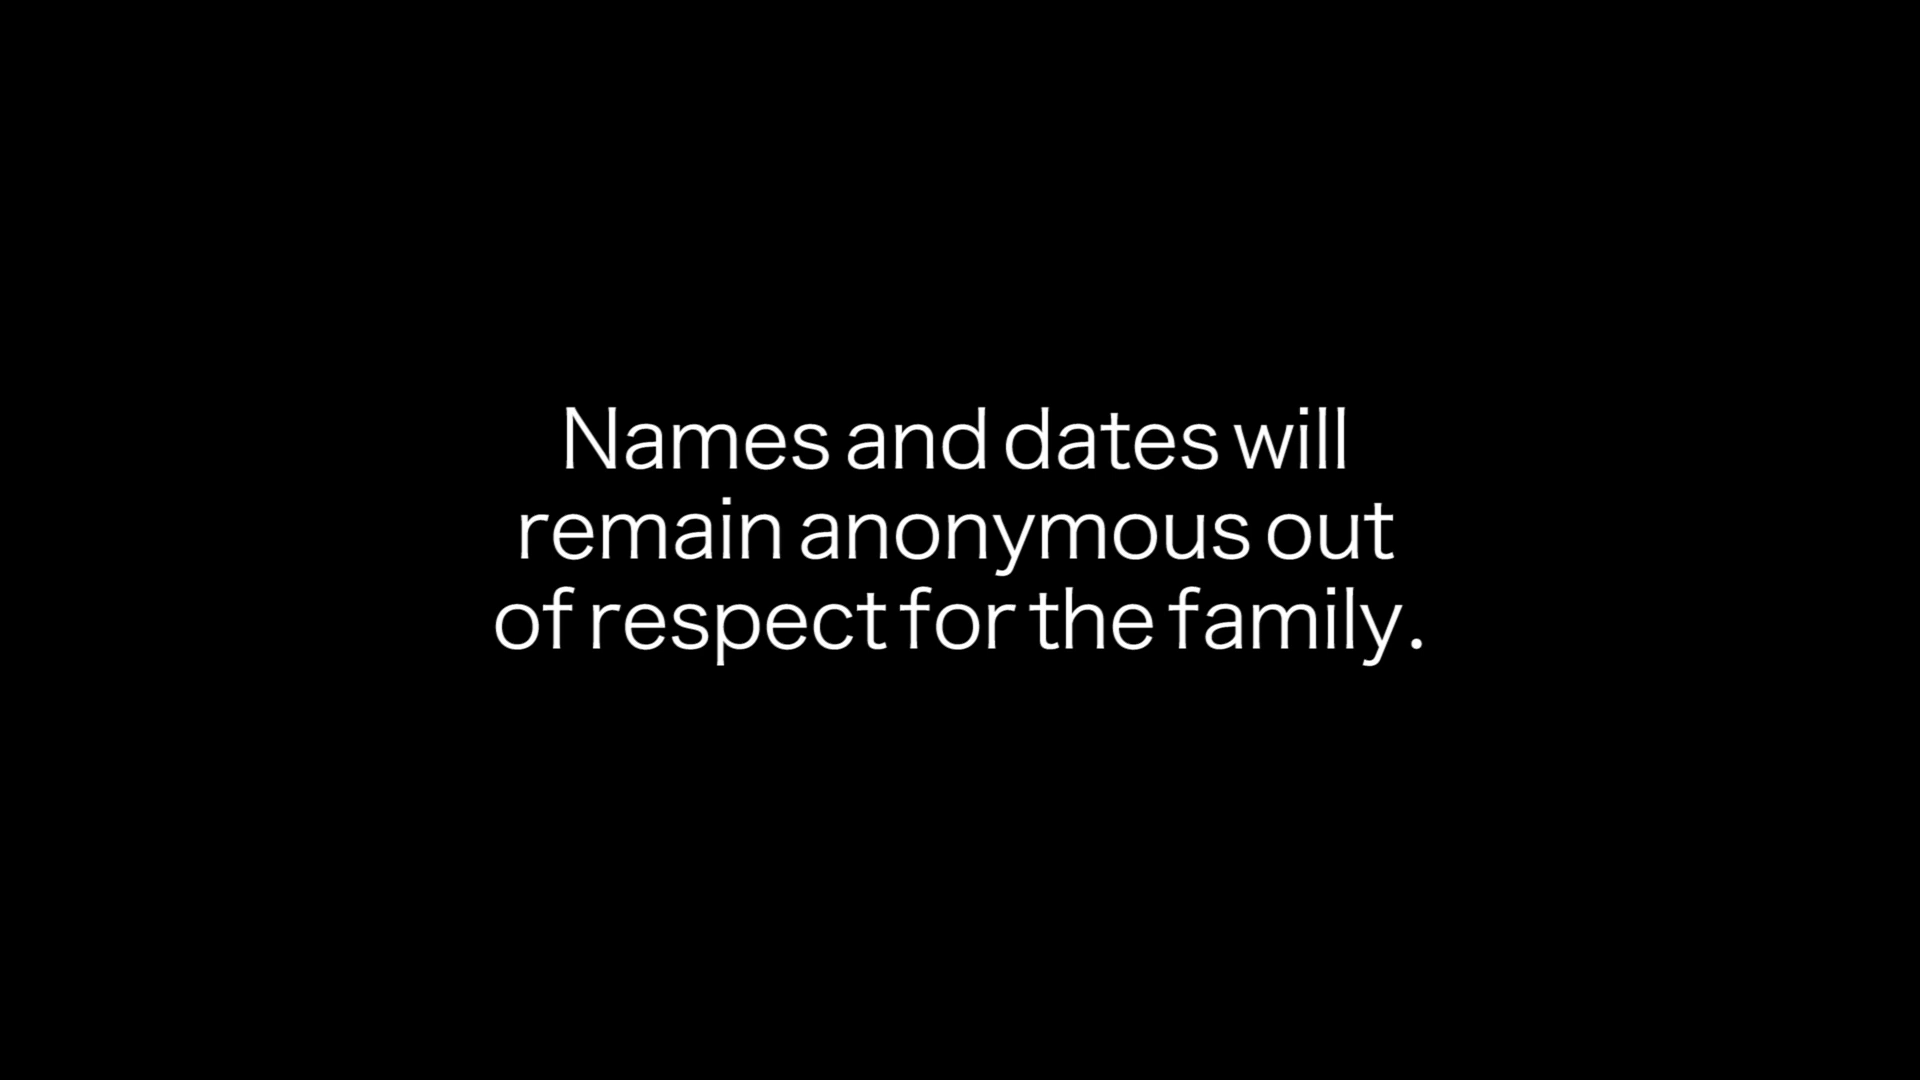 Names and dates will
remain anonymous out
of respect for the family.